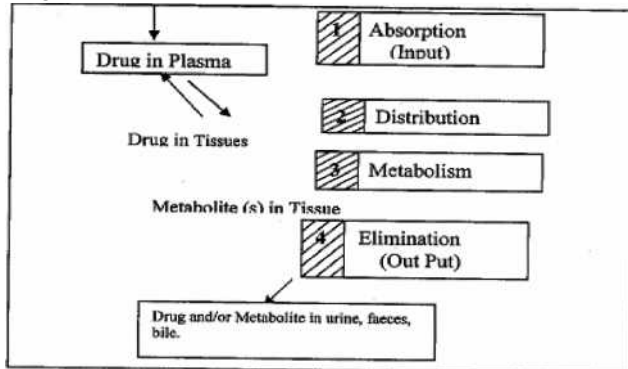 1 Absorption
(Input)
Drug in Plasma
2 Distribution
Drug in Tissues
3 Metabolism
Metabolite (s) in Tissue
4 Elimination
(Out Put)
Drug and/or Metabolite in urine, faeces,
bile.